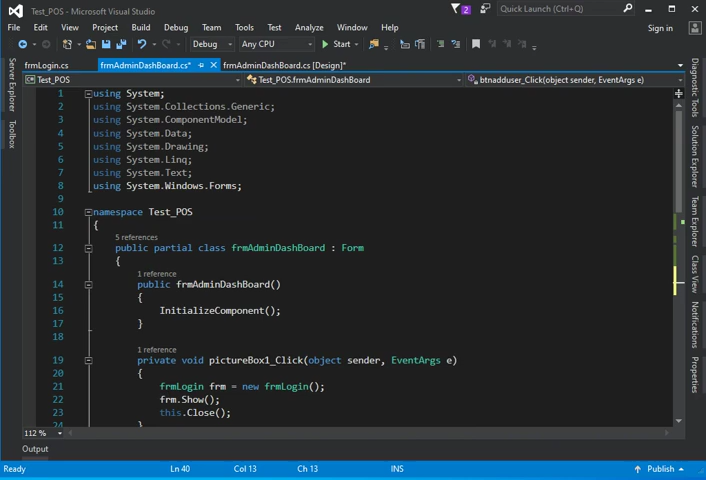 Test_POS - Microsoft Visual Studio
2
Quick Launch (Ctrl+Q)
File Edit View Project Build Debug Team Tools Test Analyze Window Help
Sign in
Debug Any CPU Start
frmLogin.cs frmAdminDashBoard.cs* frmAdminDashBoard.cs [Design]*
Test_POS Test_POS.frmAdminDashBoard btnadduser_Click(object sender, EventArgs e)
Server Explorer
Toolbox
1 using System;
2 using System.Collections.Generic;
3 using System.ComponentModel;
4 using System.Data;
5 using System.Drawing;
6 using System.Linq;
7 using System.Text;
8 using System.Windows.Forms;
9
10 namespace Test_POS
11 {
5 references
12 public partial class frmAdminDashBoard : Form
13 {
1 reference
14 public frmAdminDashBoard()
15 {
16 InitializeComponent();
17 }
18
1 reference
19 private void pictureBox1_Click(object sender, EventArgs e)
20 {
21 frmLogin frm = new frmLogin();
22 frm.Show();
23 this.Close();
24 }
Diagnostic Tools
Solution Explorer
Team Explorer
Class View
Notifications
Properties
112 %
Output
Ready Ln 40 Col 13 Ch 13 INS Publish